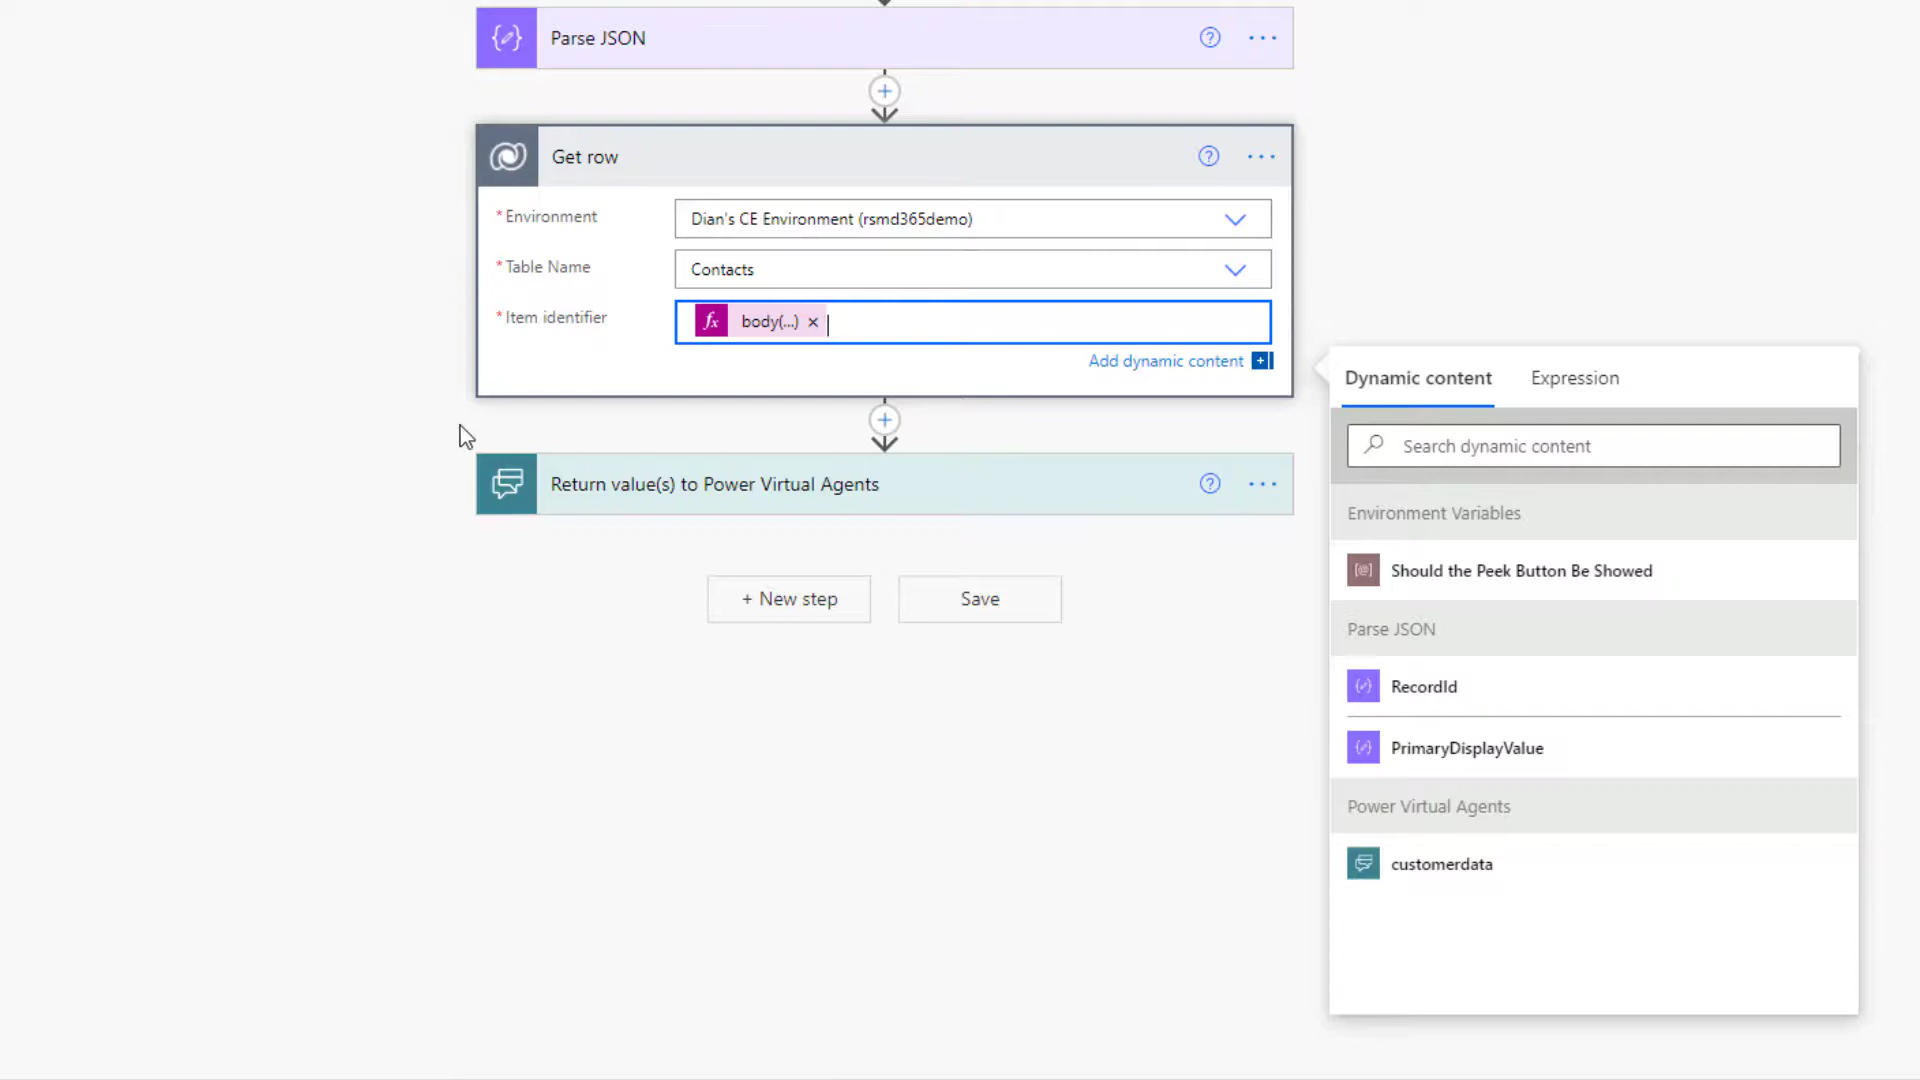 Parse JSON
Get row
* Environment
Dian's CE Environment (rsmd365demo)
* Table Name
Contacts
* Item identifier
fx body(...) ×
Add dynamic content +
Return value(s) to Power Virtual Agents
+ New step
Save
Dynamic content
Expression
Search dynamic content
Environment Variables
[@] Should the Peek Button Be Showed
Parse JSON
RecordId
PrimaryDisplayValue
Power Virtual Agents
customerdata